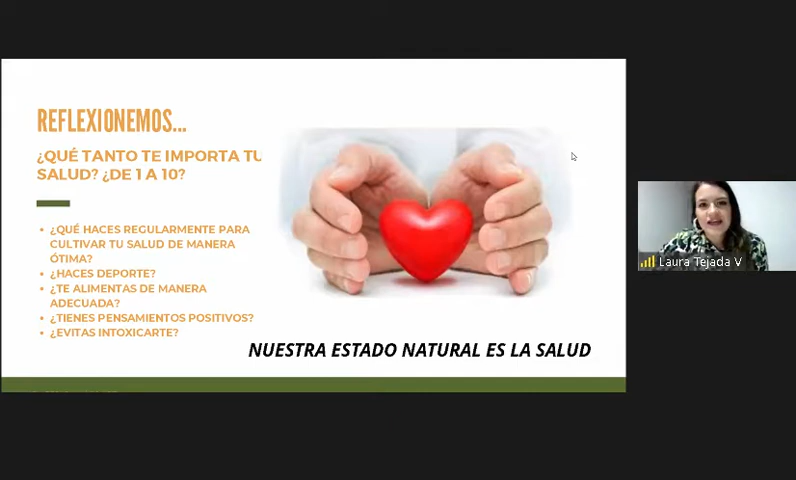 REFLEXIONEMOS...
¿QUÉ TANTO TE IMPORTA TU
SALUD? ¿DE 1 A 10?
• ¿QUÉ HACES REGULARMENTE PARA
CULTIVAR TU SALUD DE MANERA
ÓTIMA?
• ¿HACES DEPORTE?
• ¿TE ALIMENTAS DE MANERA
ADECUADA?
• ¿TIENES PENSAMIENTOS POSITIVOS?
• ¿EVITAS INTOXICARTE?
NUESTRA ESTADO NATURAL ES LA SALUD
Laura Tejada V